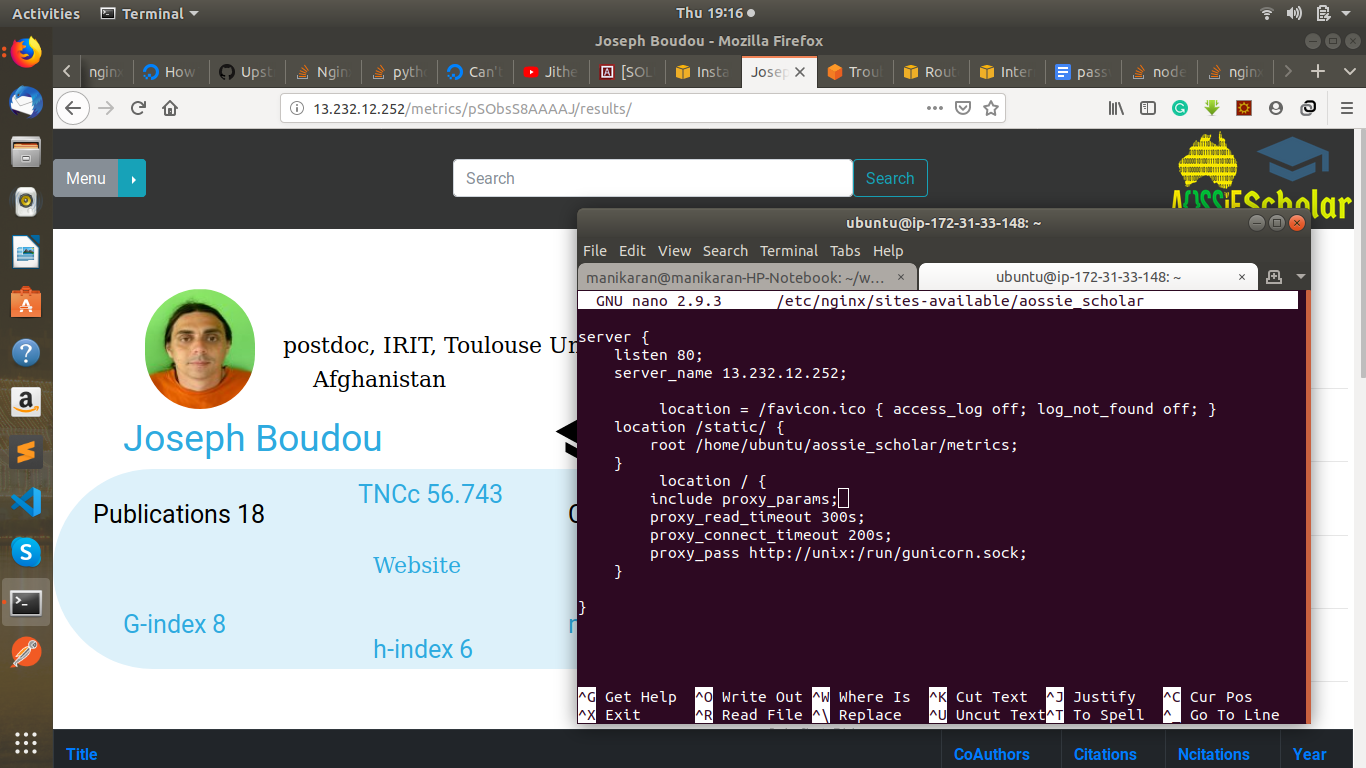 Activities
Terminal
Thu 19:16
Joseph Boudou - Mozilla Firefox
nginx
How
Upst
Nginx
pyth
Can't
Jithe
[SOL
Insta
Josep
Trou
Rout
Inter
pass
node
nginx
13.232.12.252/metrics/pSObsS8AAAAJ/results/
Menu
Search
Search
AOSSiEScholar
postdoc, IRIT, Toulouse Un
Afghanistan
Joseph Boudou
Publications 18
TNCc 56.743
Website
G-index 8
h-index 6
Title
CoAuthors
Citations
Ncitations
Year
ubuntu@ip-172-31-33-148: ~
File Edit View Search Terminal Tabs Help
manikaran@manikaran-HP-Notebook: ~/w...
ubuntu@ip-172-31-33-148: ~
GNU nano 2.9.3 /etc/nginx/sites-available/aossie_scholar
server {
listen 80;
server_name 13.232.12.252;
location = /favicon.ico { access_log off; log_not_found off; }
location /static/ {
root /home/ubuntu/aossie_scholar/metrics;
}
location / {
include proxy_params;
proxy_read_timeout 300s;
proxy_connect_timeout 200s;
proxy_pass http://unix:/run/gunicorn.sock;
}
}
^G Get Help ^O Write Out ^W Where Is ^K Cut Text ^J Justify ^C Cur Pos
^X Exit ^R Read File ^\ Replace ^U Uncut Text ^T To Spell ^_ Go To Line